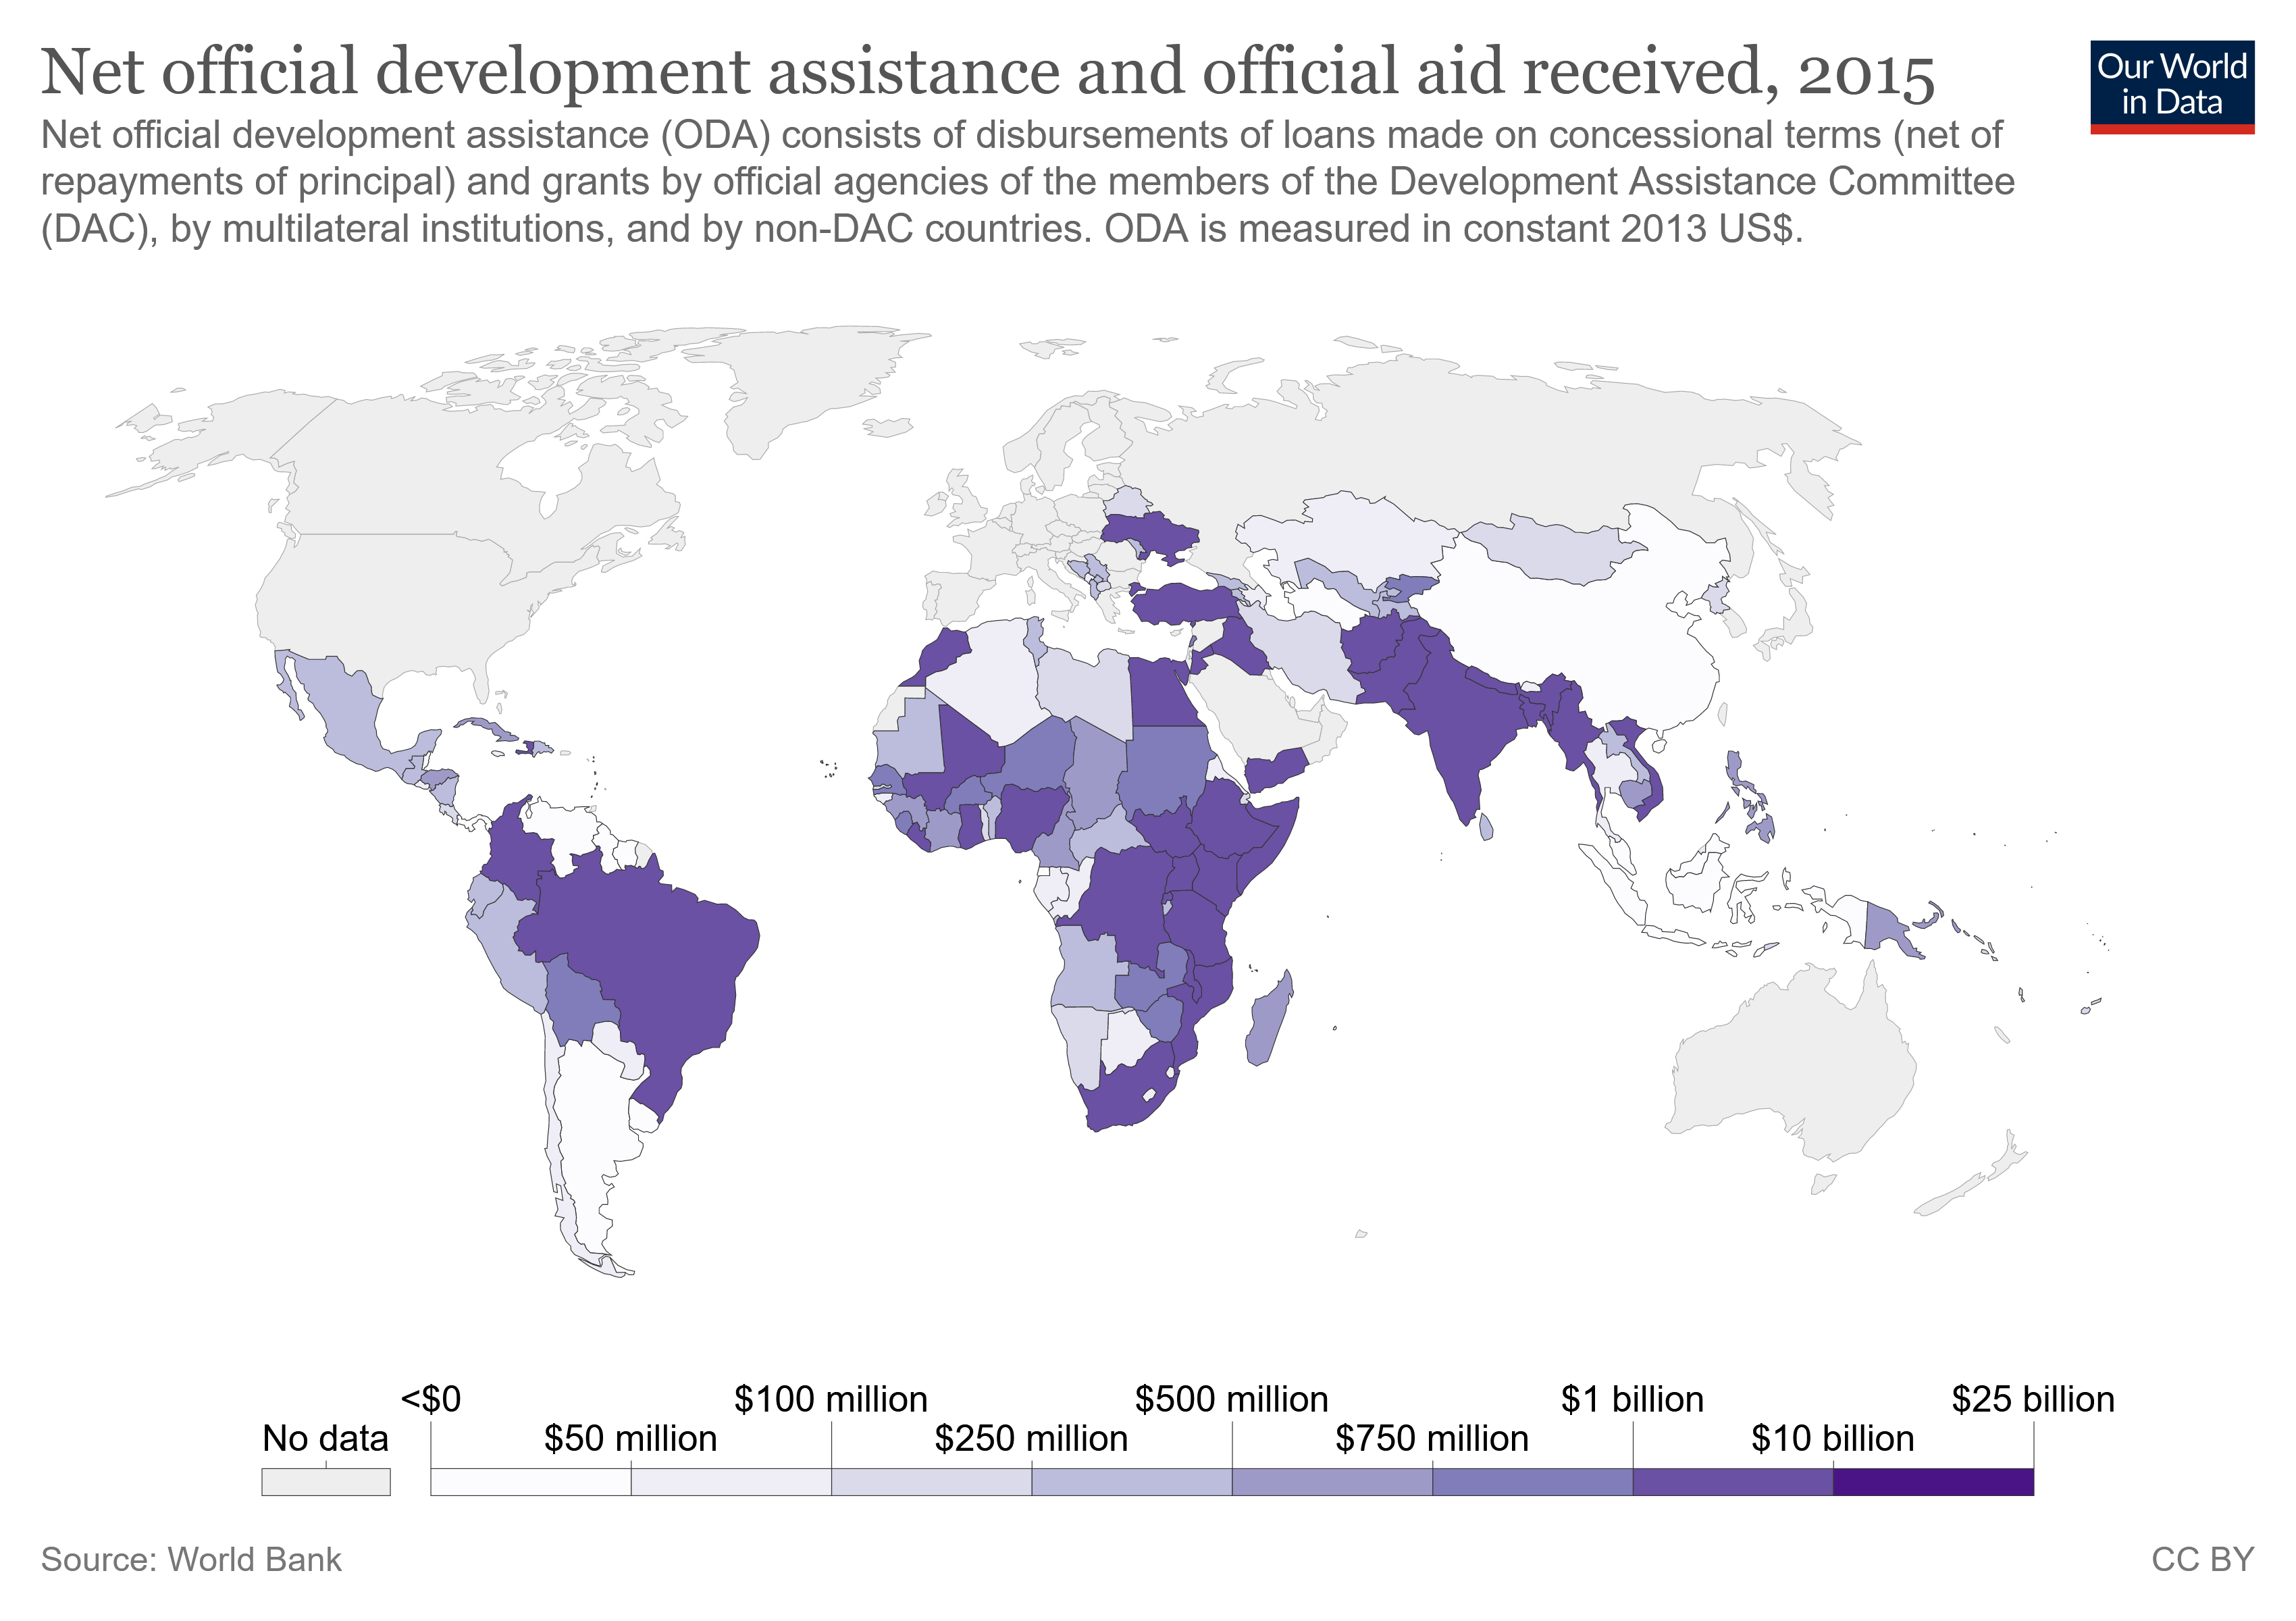 Net official development assistance and official aid received, 2015
Our World
in Data
Net official development assistance (ODA) consists of disbursements of loans made on concessional terms (net of
repayments of principal) and grants by official agencies of the members of the Development Assistance Committee
(DAC), by multilateral institutions, and by non-DAC countries. ODA is measured in constant 2013 US$.
<$0
$100 million
$500 million
$1 billion
$25 billion
No data
$50 million
$250 million
$750 million
$10 billion
Source: World Bank
CC BY